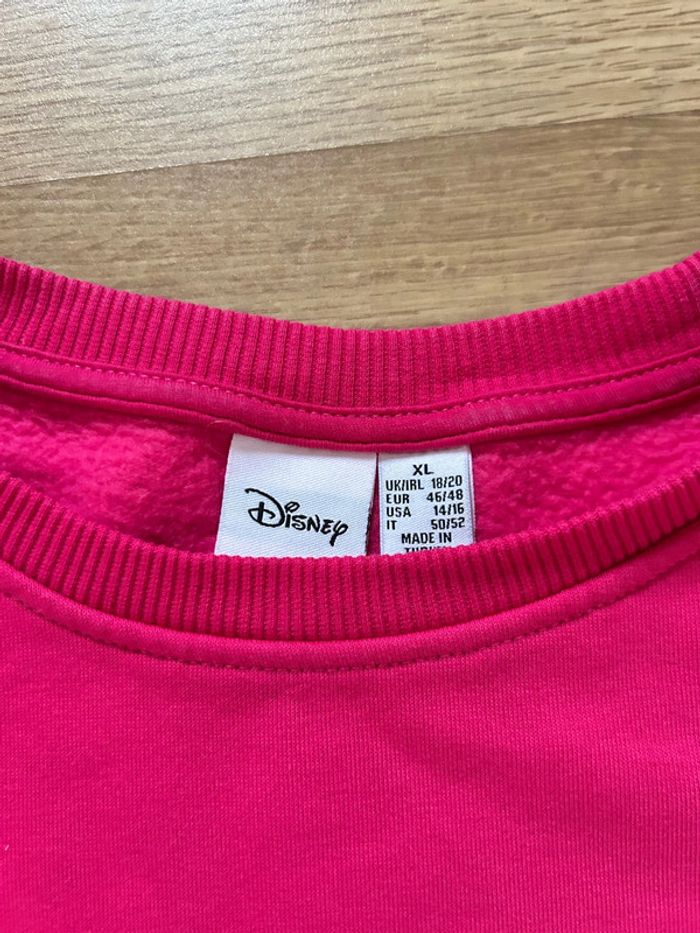 Disney
XL
UK/IRL 18/20
EUR 46/48
USA 14/16
IT 50/52
MADE IN